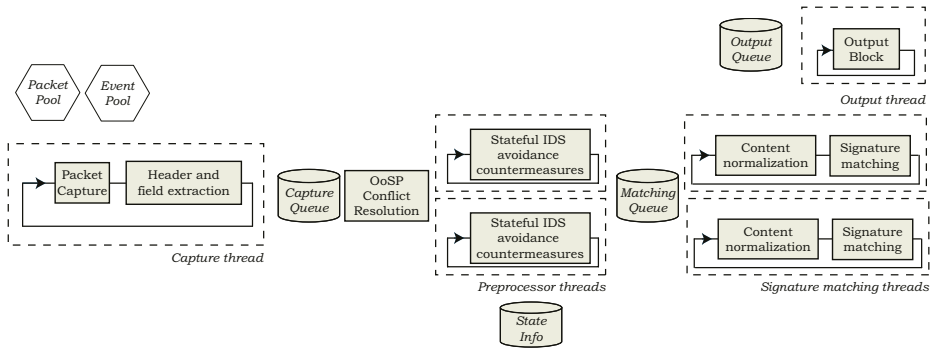 Packet
Pool
Event
Pool
Packet
Capture
Header and
field extraction
Capture thread
Capture
Queue
OoSP
Conflict
Resolution
Stateful IDS
avoidance
countermeasures
Stateful IDS
avoidance
countermeasures
Preprocessor threads
State
Info
Matching
Queue
Output
Queue
Output
Block
Output thread
Content
normalization
Signature
matching
Content
normalization
Signature
matching
Signature matching threads